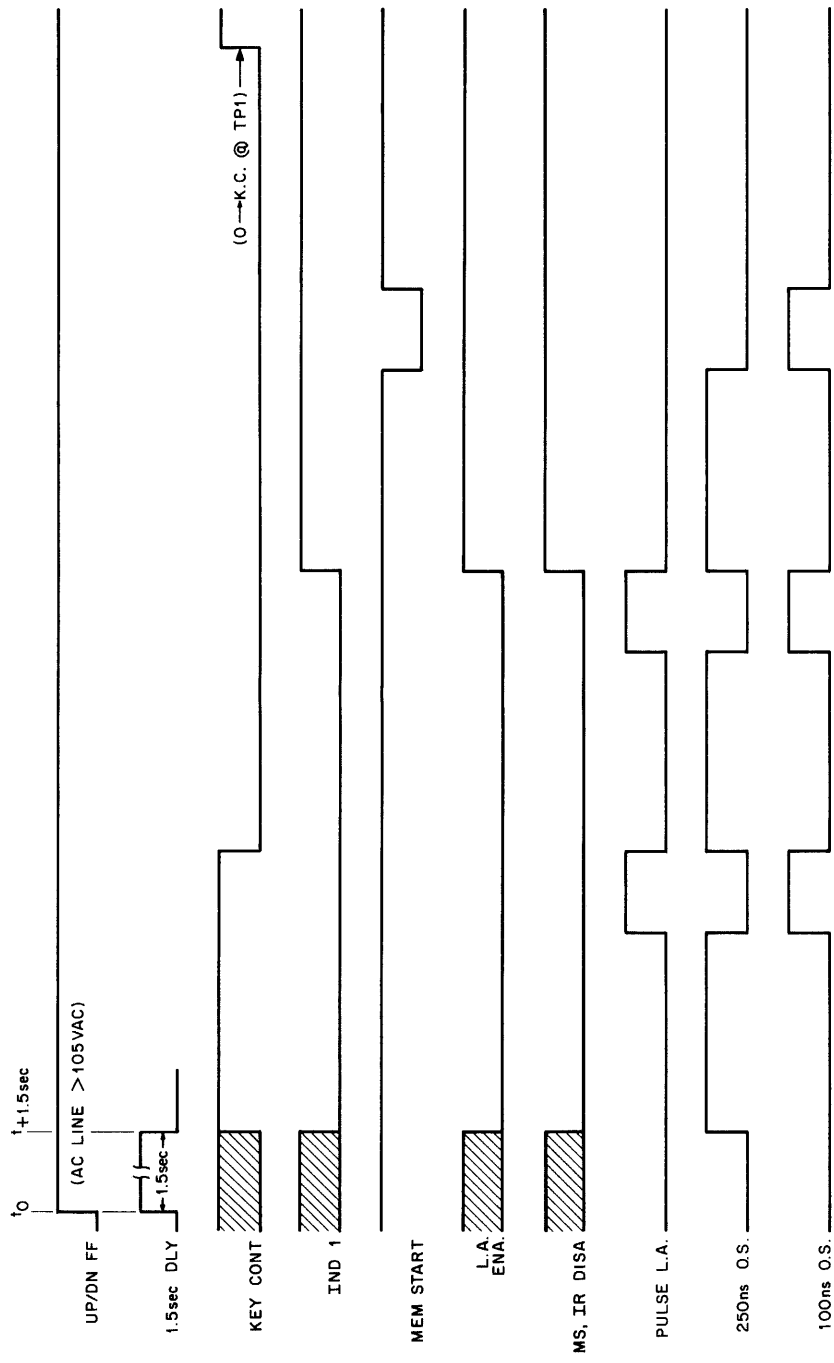 t0
t+1.5sec
UP/DN FF
(AC LINE >105VAC)
1.5sec DLY
1.5sec
KEY CONT
(0→K.C. @ TP1)
IND 1
MEM START
L.A.
ENA.
MS, IR DISA
PULSE L.A.
250ns O.S.
100ns O.S.